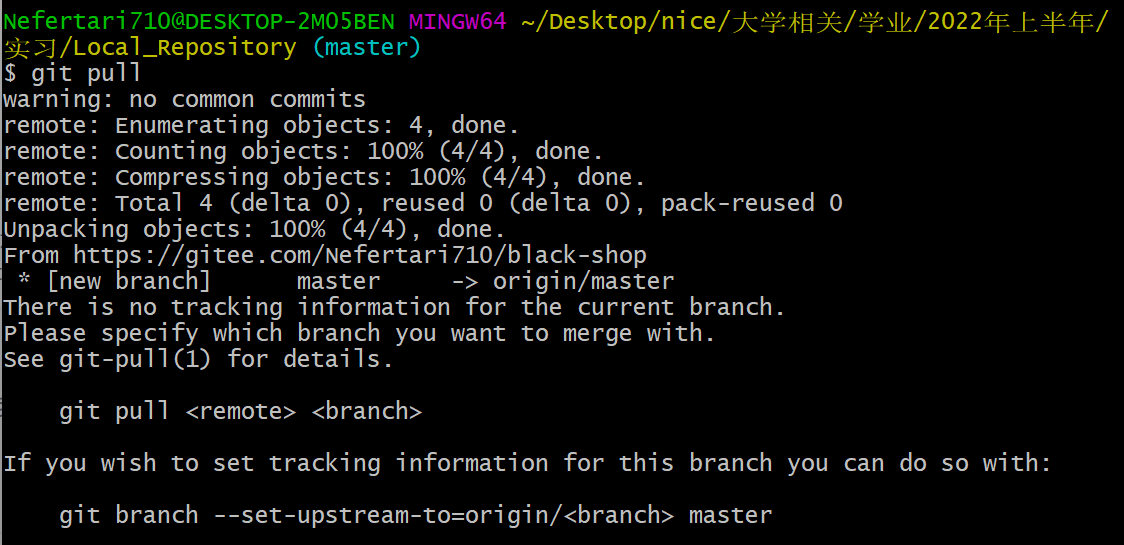 Nefertari710@DESKTOP-2MO5BEN MINGW64 ~/Desktop/nice/大学相关/学业/2022年上半年/
实习/Local_Repository (master)
$ git pull
warning: no common commits
remote: Enumerating objects: 4, done.
remote: Counting objects: 100% (4/4), done.
remote: Compressing objects: 100% (4/4), done.
remote: Total 4 (delta 0), reused 0 (delta 0), pack-reused 0
Unpacking objects: 100% (4/4), done.
From https://gitee.com/Nefertari710/black-shop
 * [new branch]      master     -> origin/master
There is no tracking information for the current branch.
Please specify which branch you want to merge with.
See git-pull(1) for details.

    git pull <remote> <branch>

If you wish to set tracking information for this branch you can do so with:

    git branch --set-upstream-to=origin/<branch> master